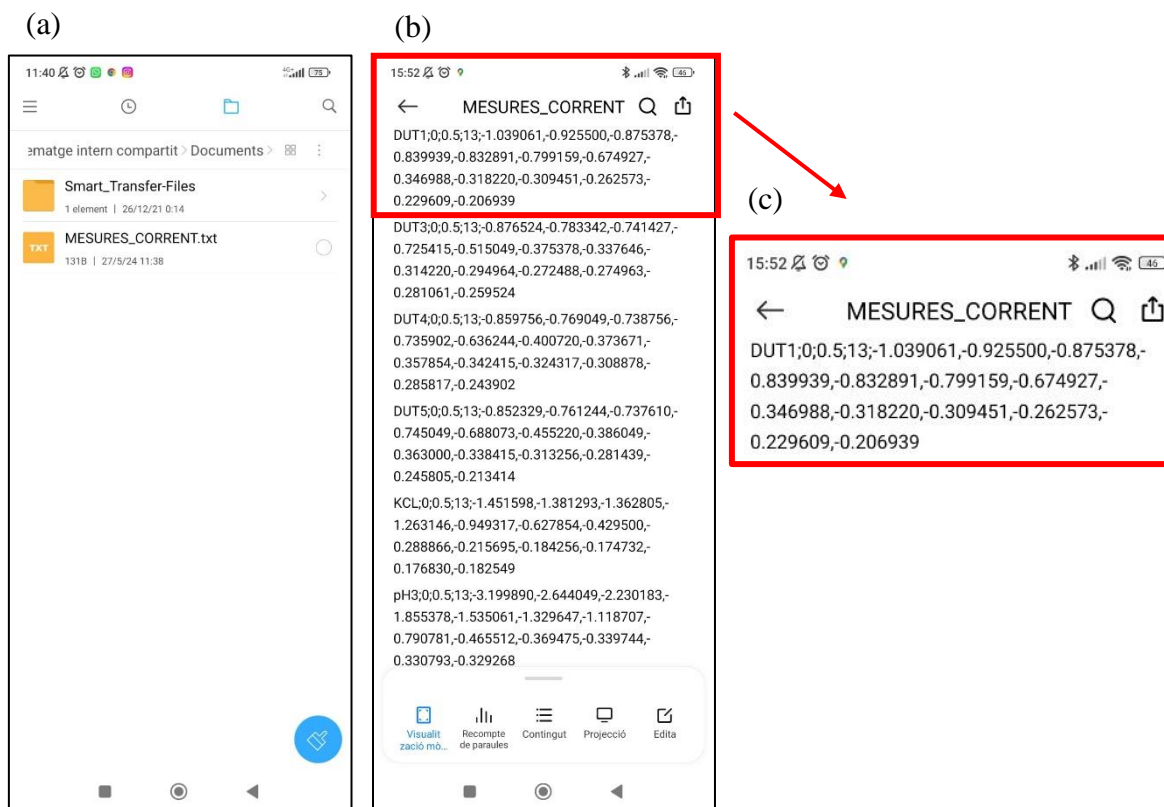 (a)
11:40
4G+
75
ematge intern compartit > Documents >
Smart_Transfer-Files
1 element | 26/12/21 0:14
TXT
MESURES_CORRENT.txt
131B | 27/5/24 11:38
(b)
15:52
46
MESURES_CORRENT
DUT1;0;0.5;13;-1.039061,-0.925500,-0.875378,-
0.839939,-0.832891,-0.799159,-0.674927,-
0.346988,-0.318220,-0.309451,-0.262573,-
0.229609,-0.206939
DUT3;0;0.5;13;-0.876524,-0.783342,-0.741427,-
0.725415,-0.515049,-0.375378,-0.337646,-
0.314220,-0.294964,-0.272488,-0.274963,-
0.281061,-0.259524
DUT4;0;0.5;13;-0.859756,-0.769049,-0.738756,-
0.735902,-0.636244,-0.400720,-0.373671,-
0.357854,-0.342415,-0.324317,-0.308878,-
0.285817,-0.243902
DUT5;0;0.5;13;-0.852329,-0.761244,-0.737610,-
0.745049,-0.688073,-0.455220,-0.386049,-
0.363000,-0.338415,-0.313256,-0.281439,-
0.245805,-0.213414
KCL;0;0.5;13;-1.451598,-1.381293,-1.362805,-
1.263146,-0.949317,-0.627854,-0.429500,-
0.288866,-0.215695,-0.184256,-0.174732,-
0.176830,-0.182549
pH3;0;0.5;13;-3.199890,-2.644049,-2.230183,-
1.855378,-1.535061,-1.329647,-1.118707,-
0.790781,-0.465512,-0.369475,-0.339744,-
0.330793,-0.329268
Visualit
zació mò...
Recompte
de paraules
Contingut
Projecció
Edita
(c)
15:52
46
MESURES_CORRENT
DUT1;0;0.5;13;-1.039061,-0.925500,-0.875378,-
0.839939,-0.832891,-0.799159,-0.674927,-
0.346988,-0.318220,-0.309451,-0.262573,-
0.229609,-0.206939